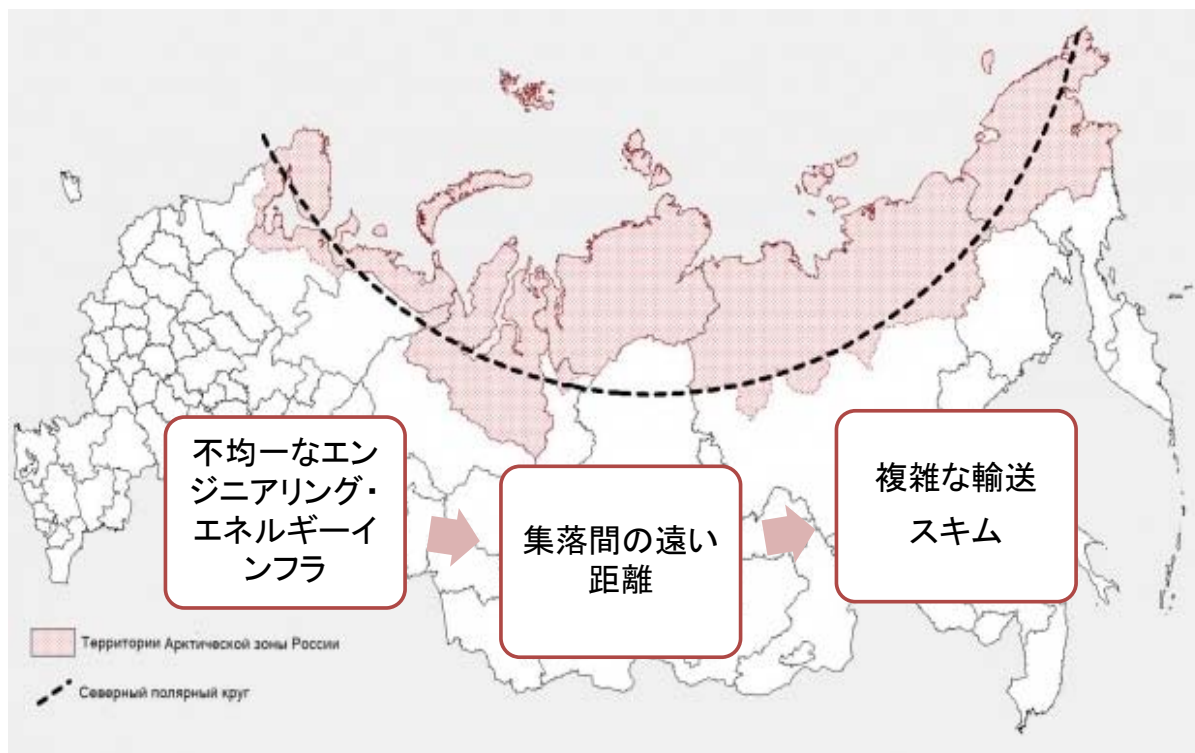 不均一なエン
ジニアリング・
エネルギーイ
ンフラ
集落間の遠い
距離
複雑な輸送
スキム
Территории Арктической зоны России
Северный полярный круг